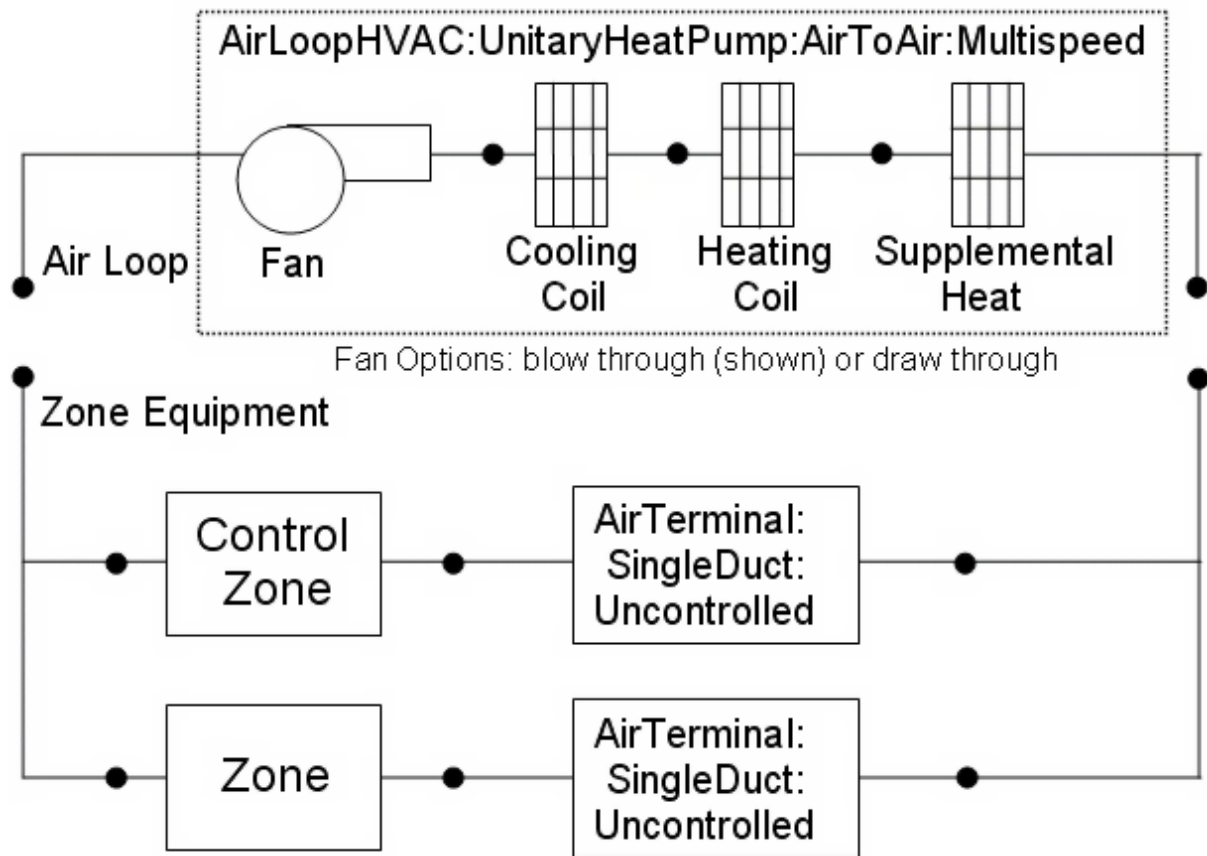 AirLoopHVAC:UnitaryHeatPump:AirToAir:Multispeed
Air Loop
Fan
Cooling
Coil
Heating
Coil
Supplemental
Heat
Fan Options: blow through (shown) or draw through
Zone Equipment
Control
Zone
AirTerminal:
SingleDuct:
Uncontrolled
Zone
AirTerminal:
SingleDuct:
Uncontrolled